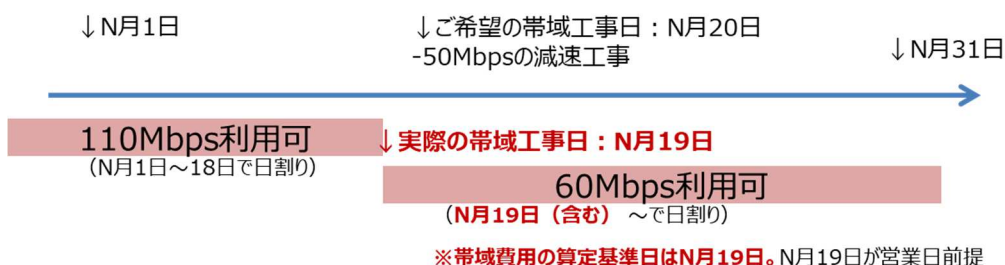 ↓N月1日
↓ご希望の帯域工事日：N月20日
-50Mbpsの減速工事
↓N月31日
110Mbps利用可
（N月1日～18日で日割り）
↓実際の帯域工事日：N月19日
60Mbps利用可
（N月19日（含む） ～で日割り）
※帯域費用の算定基準日はN月19日。N月19日が営業日前提